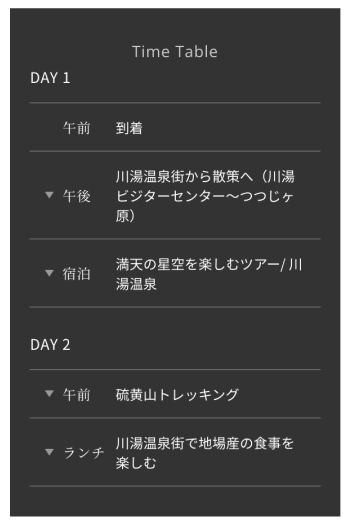 Time Table
DAY 1
午前 到着
▼ 午後 川湯温泉街から散策へ（川湯
ビジターセンター〜つつじヶ
原）
▼ 宿泊 満天の星空を楽しむツアー/ 川
湯温泉
DAY 2
▼ 午前 硫黄山トレッキング
▼ ランチ 川湯温泉街で地場産の食事を
楽しむ